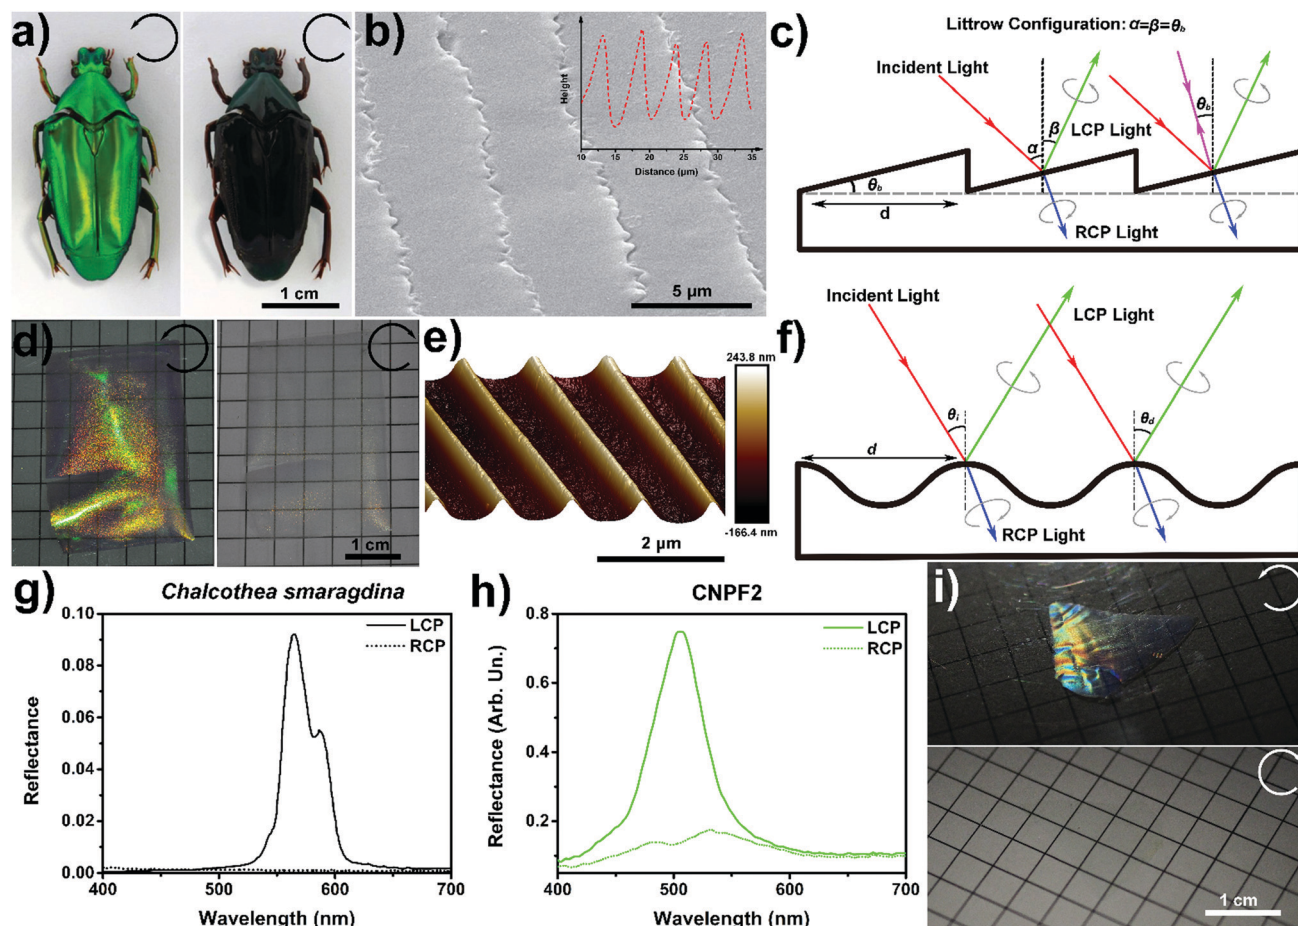 a)
1 cm
b)
Height
10 15 20 25 30 35
Distance (µm)
5 µm
c)
Littrow Configuration: α=β=θb
Incident Light
θb
β
LCP Light
α
θb
d
RCP Light
d)
1 cm
e)
243.8 nm
-166.4 nm
2 µm
f)
Incident Light
LCP Light
θi
θd
d
RCP Light
g)
Chalcothea smaragdina
LCP
RCP
Reflectance
0.10
0.08
0.06
0.04
0.02
0.00
400 500 600 700
Wavelength (nm)
h)
CNPF2
LCP
RCP
Reflectance (Arb. Un.)
0.8
0.6
0.4
0.2
400 500 600 700
Wavelength (nm)
i)
1 cm